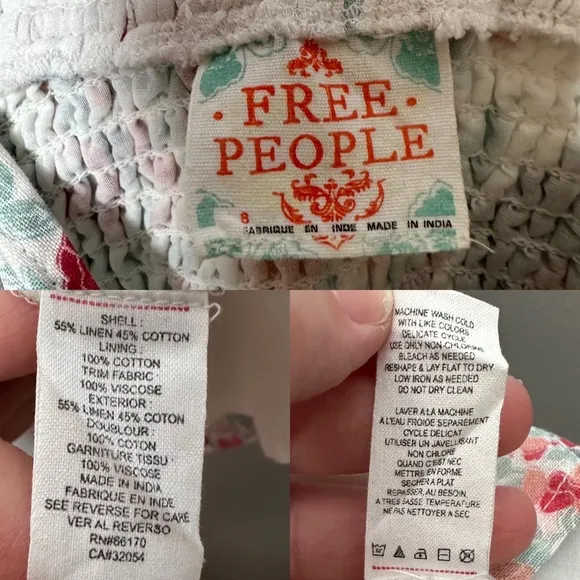 · FREE ·
PEOPLE
8
FABRIQUE EN INDE MADE IN INDIA
SHELL :
55% LINEN 45% COTTON
LINING :
100% COTTON
TRIM FABRIC
100% VISCOSE
EXTERIOR :
55% LINEN 45% COTON
DOUBLOUR :
100% COTON
GARNITURE TISSU :
100% VISCOSE
MADE IN INDIA
FABRIQUE EN INDE
SEE REVERSE FOR CARE
VER AL REVERSO
RN#66170
CA#32054
MACHINE WASH COLD
WITH LIKE COLORS
DELICATE CYCLE
USE ONLY NON-CHLORINE
BLEACH AS NEEDED
RESHAPE & LAY FLAT TO DRY
LOW IRON AS NEEDED
DO NOT DRY CLEAN
LAVER A LA MACHINE
A L'EAU FROIDE SEPAREMENT
CYCLE DELICAT
UTILISER UN JAVELLISANT
NON CHLORE
QUAND C'EST NEC
METTRE EN FORME
SECHER A PLAT
REPASSER, AU BESOIN,
A TRES BASSE TEMPERATURE
NE PAS NETTOYER A SEC